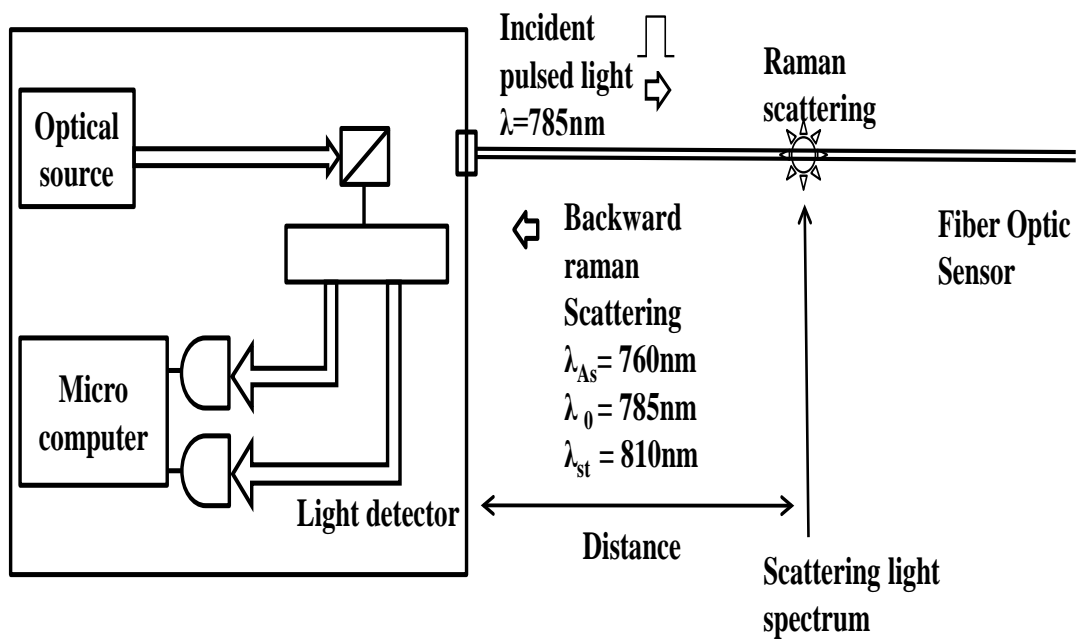 Optical
source
Micro
computer
Light detector
Incident
pulsed light
λ=785nm
Raman
scattering
Backward
raman
Scattering
λAs= 760nm
λ 0 = 785nm
λst = 810nm
Fiber Optic
Sensor
Distance
Scattering light
spectrum